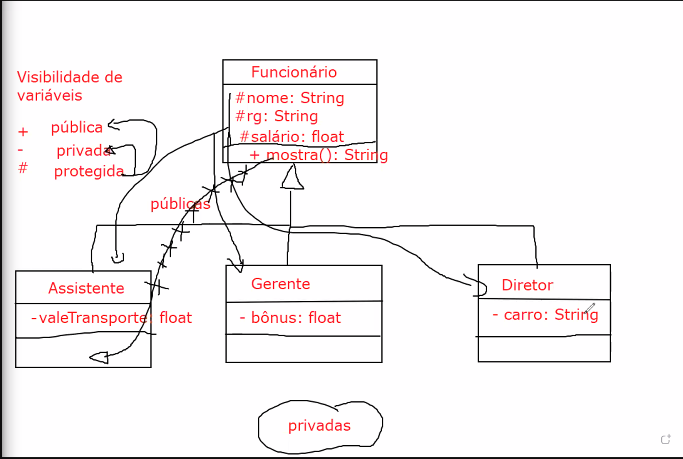 Visibilidade de
variáveis
+ pública
- privada
# protegida
Funcionário
#nome: String
#rg: String
#salário: float
+ mostra(): String
públicas
Assistente
-valeTransporte: float
Gerente
- bônus: float
Diretor
- carro: String
privadas